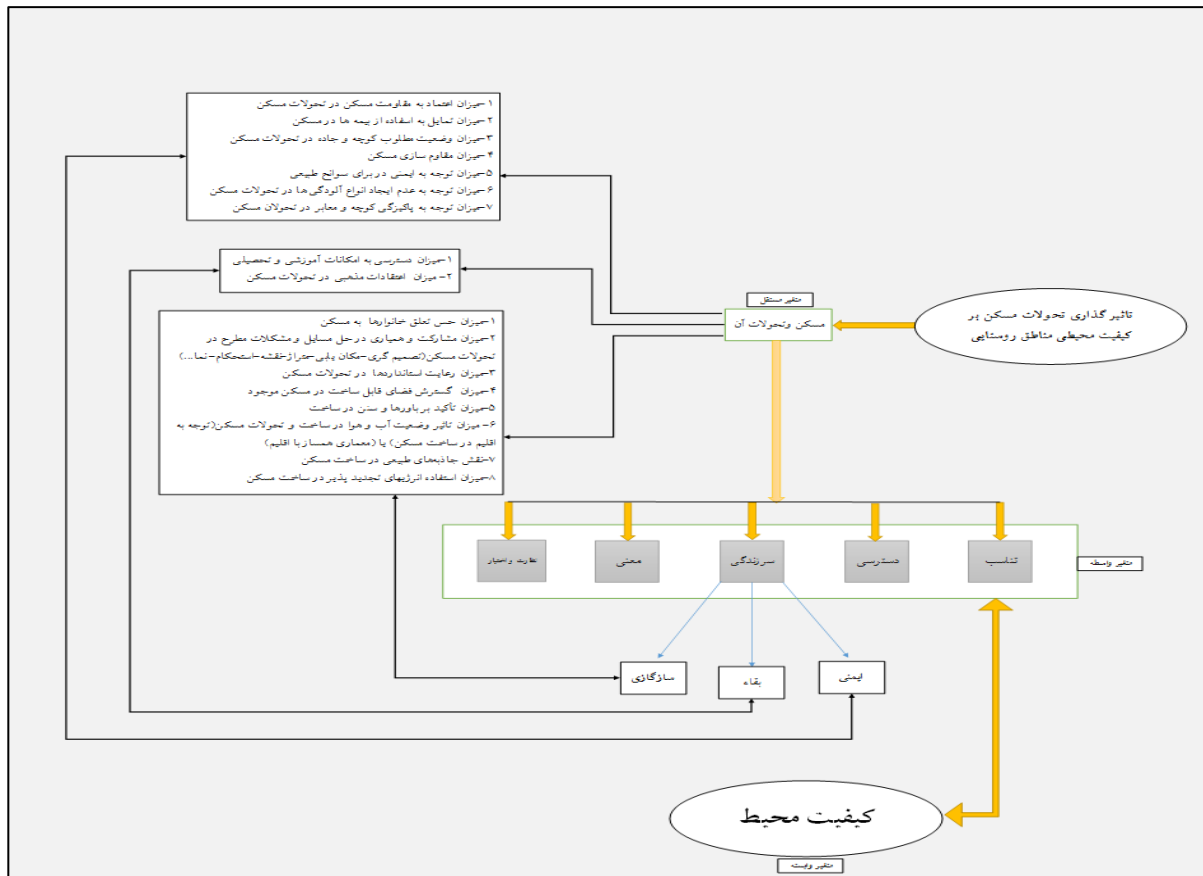 ۱-میزان اعتماد به مقاومت مسکن در تحولات مسکن
۲-میزان تمایل به اسفاده از بیمه ها در مسکن
۳-میزان وضعیت مطلوب کوچه و جاده در تحولات مسکن
۴-میزان مقاوم سازی مسکن
۵-میزان توجه به ایمنی در برای سوانح طبیعی
۶-میزان توجه به عدم ایجاد انواع آلودگی ها در تحولات مسکن
۷-میزان توجه به پاکیزگی کوچه و معابر در تحولان مسکن
۱-میزان دسترسی به امکانات آموزشی و تحصیلی
۲- میزان اعتقادات مذهبی در تحولات مسکن
۱-میزان حس تعلق خانوارها به مسکن
۲-میزان مشارکت و همیاری در حل مسایل و مشکلات مطرح در
تحولات مسکن(تصمیم گری-مکان یابی-متراژ-نقشه-استحکام-نما...)
۳-میزان رعایت استانداردها در تحولات مسکن
۴-میزان گسترش فضای قابل ساخت در مسکن موجود
۵-میزان تأکید بر باورها و سنن در ساخت
۶- میزان تاثیر وضعیت آب و هوا در ساخت و تحولات مسکن(توجه به
اقلیم در ساخت مسکن) یا (معماری همساز با اقلیم)
۷-نقش جاذبه‌های طبیعی در ساخت مسکن
۸-میزان استفاده انرژیهای تجدید پذیر در ساخت مسکن
متغیر مستقل
مسکن وتحولات آن
تاثیر گذاری تحولات مسکن بر
کیفیت محیطی مناطق روستایی
متغیر واسطه
تناسب
دسترسی
سرزندگی
معنی
نظارت و اختیار
ایمنی
بقاء
سازگازی
کیفیت محیط
متغیر وابسته